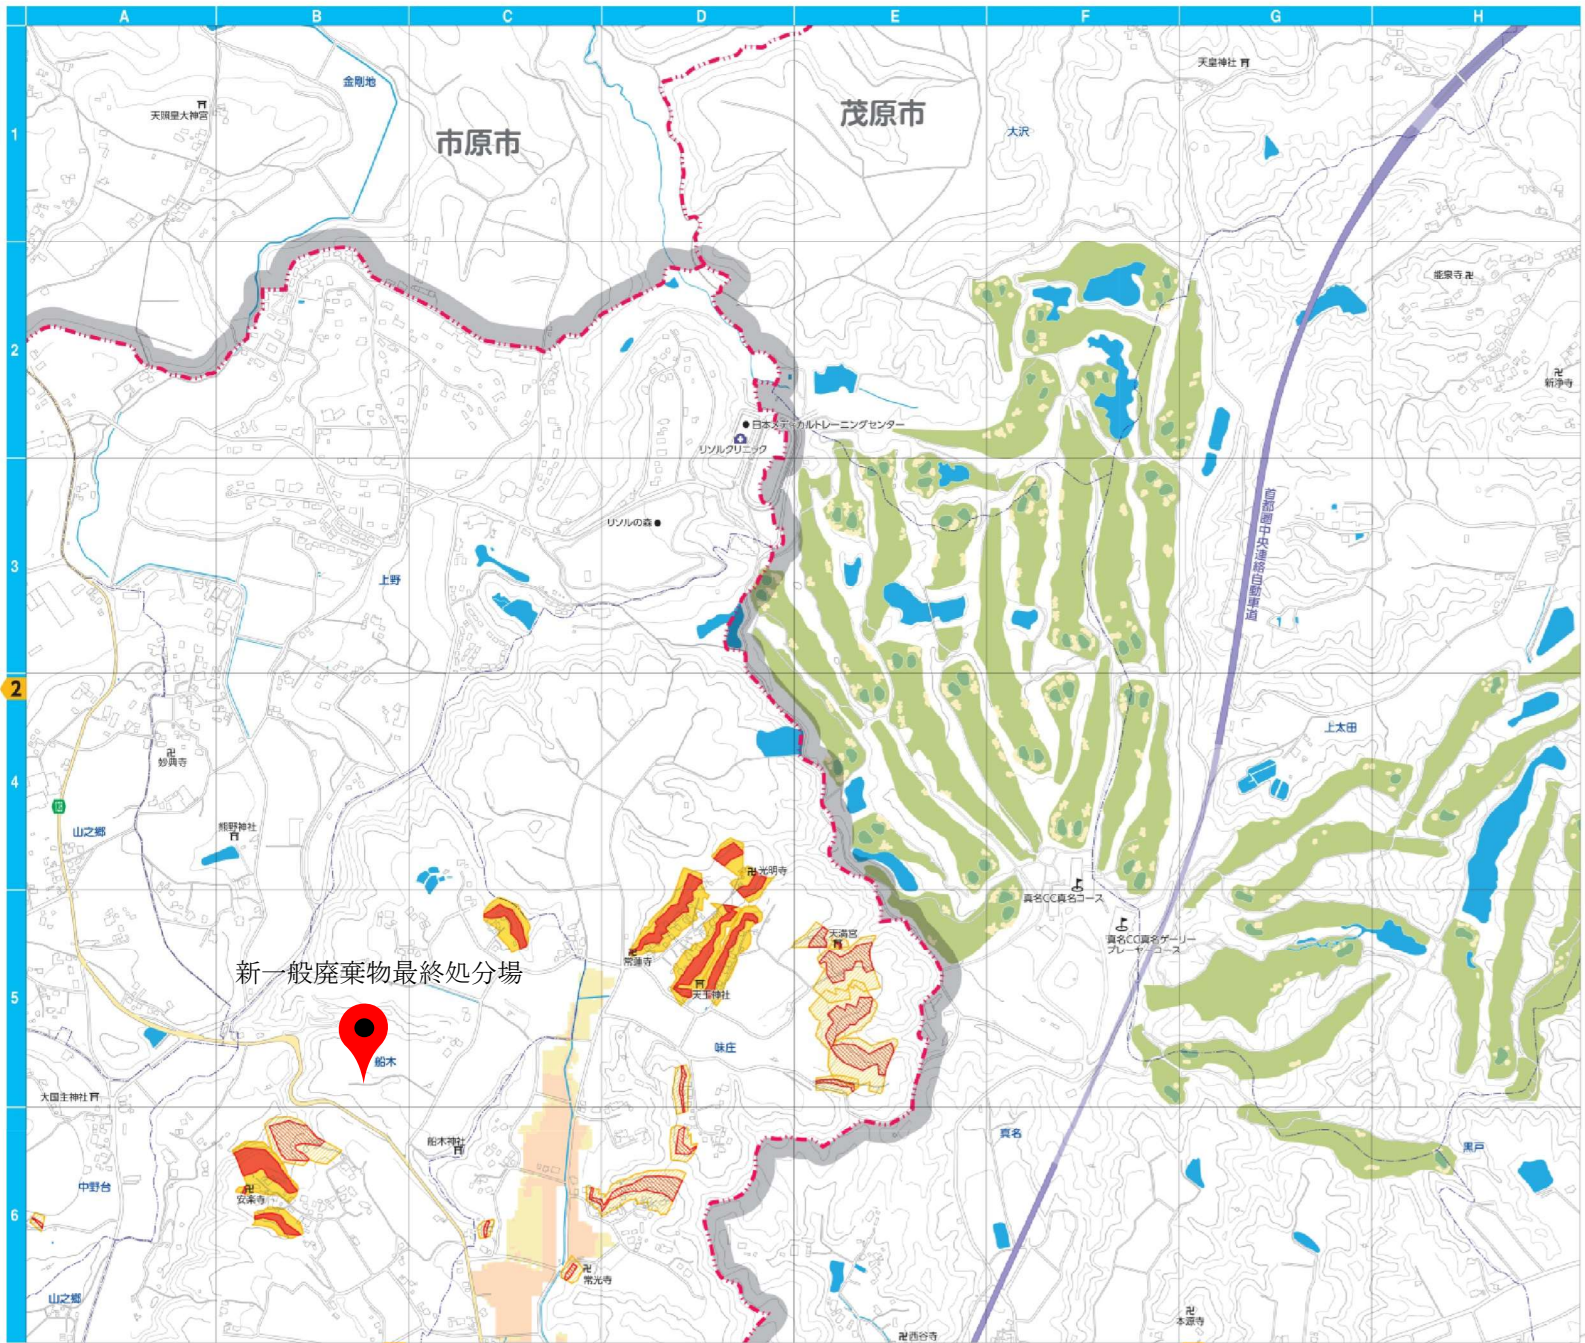 A B C D E F G H
1
2
3
2
4
5
6
金剛地
天照皇大神宮
市原市
茂原市
天皇神社
大沢
能泉寺
新浄寺
日本メディカルトレーニングセンター
リソルクリニック
リソルの森
首都圏中央連絡自動車道
上野
妙典寺
上太田
山之郷
熊野神社
光明寺
真名CC真名コース
真名CC真名ゲーリー
プレーヤーコース
天満宮
常蓮寺
新一般廃棄物最終処分場
天王神社
味庄
船木
大国主神社
船木神社
真名
黒戸
中野台
安楽寺
常光寺
山之郷
本源寺
西谷寺